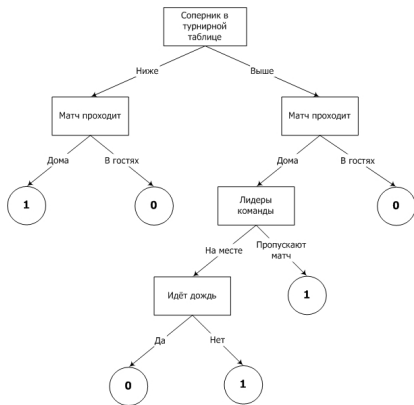 Соперник в
турнирной
таблице
Ниже
Выше
Матч проходит
Матч проходит
Дома
В гостях
Дома
В гостях
1
0
Лидеры
команды
0
На месте
Пропускают
матч
Идёт дождь
1
Да
Нет
0
1